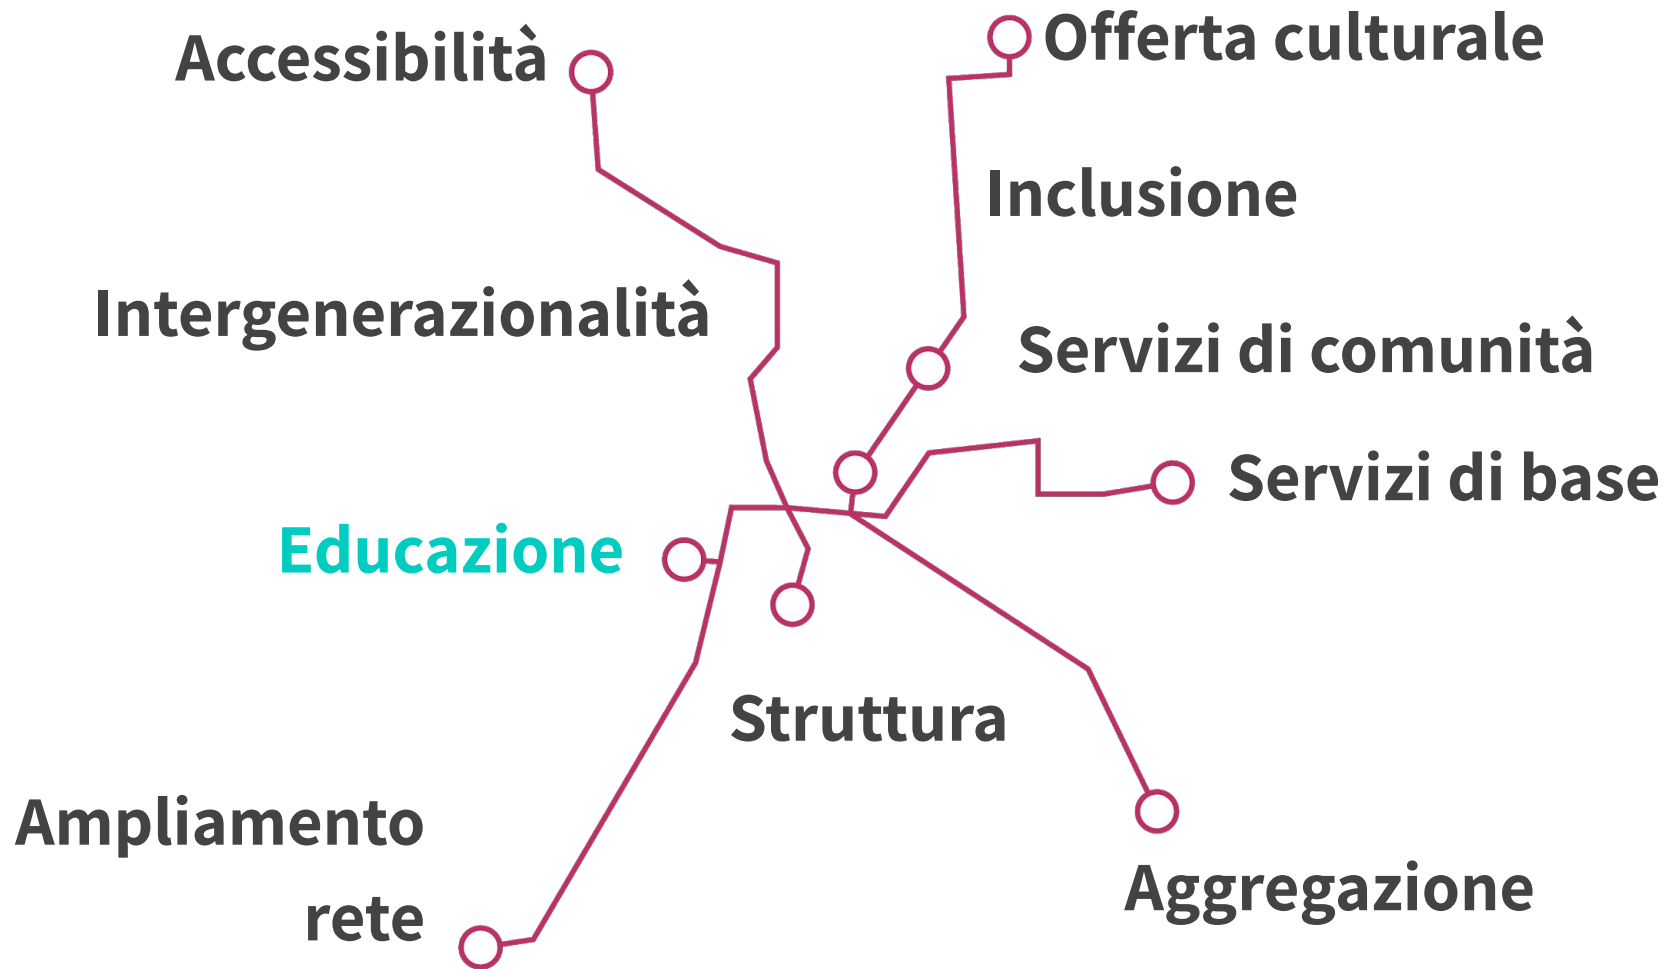 Accessibilità
Offerta culturale
Inclusione
Intergenerazionalità
Servizi di comunità
Servizi di base
Educazione
Struttura
Ampliamento
rete
Aggregazione